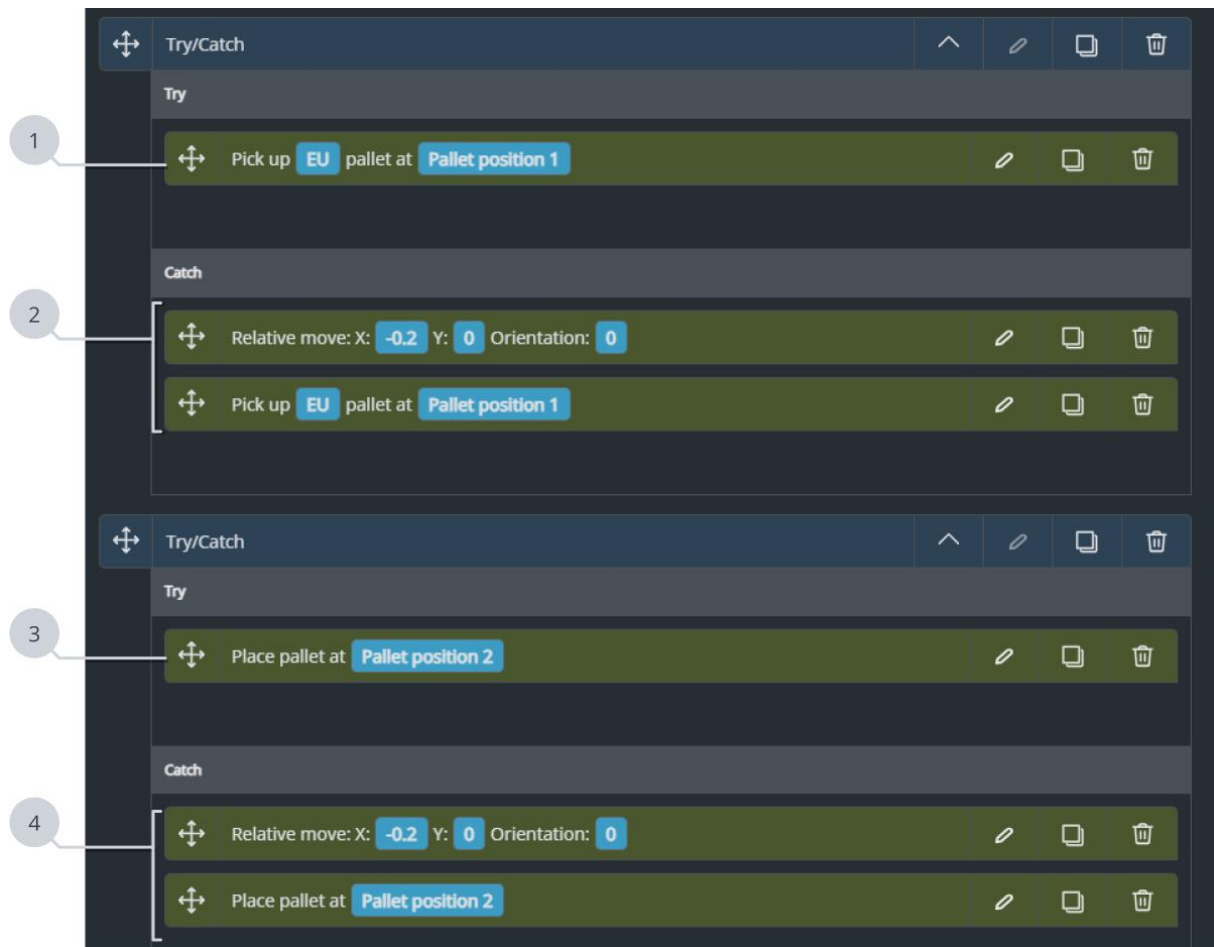 Try/Catch
Try
1
Pick up EU pallet at Pallet position 1
Catch
2
Relative move: X: -0.2 Y: 0 Orientation: 0
Pick up EU pallet at Pallet position 1
Try/Catch
Try
3
Place pallet at Pallet position 2
Catch
4
Relative move: X: -0.2 Y: 0 Orientation: 0
Place pallet at Pallet position 2